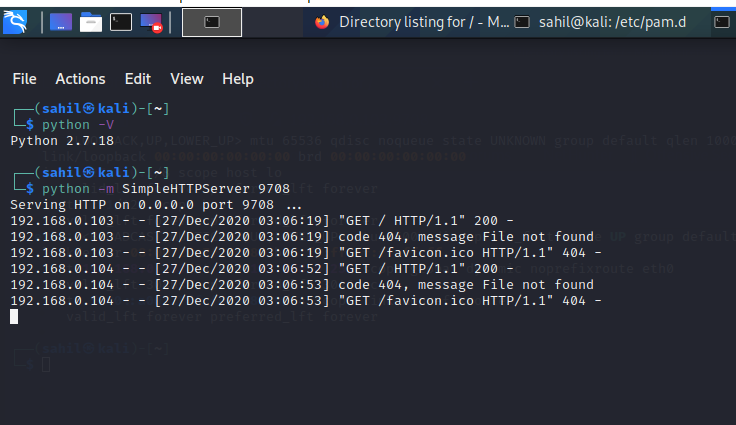 Directory listing for / - M...
sahil@kali: /etc/pam.d
File Actions Edit View Help
┌──(sahil㉿kali)-[~]
└─$ python -V
Python 2.7.18
┌──(sahil㉿kali)-[~]
└─$ python -m SimpleHTTPServer 9708
Serving HTTP on 0.0.0.0 port 9708 ...
192.168.0.103 - - [27/Dec/2020 03:06:19] "GET / HTTP/1.1" 200 -
192.168.0.103 - - [27/Dec/2020 03:06:19] code 404, message File not found
192.168.0.103 - - [27/Dec/2020 03:06:19] "GET /favicon.ico HTTP/1.1" 404 -
192.168.0.104 - - [27/Dec/2020 03:06:52] "GET / HTTP/1.1" 200 -
192.168.0.104 - - [27/Dec/2020 03:06:53] code 404, message File not found
192.168.0.104 - - [27/Dec/2020 03:06:53] "GET /favicon.ico HTTP/1.1" 404 -
valid_lft forever preferred_lft forever
┌──(sahil㉿kali)-[~]
└─$